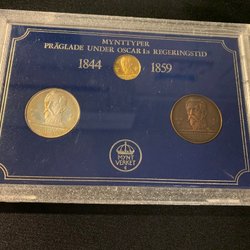 MYNTTYPER
PRÄGLADE UNDER OSCAR I:s REGERINGSTID
1844 1859
MYNT
VERKET